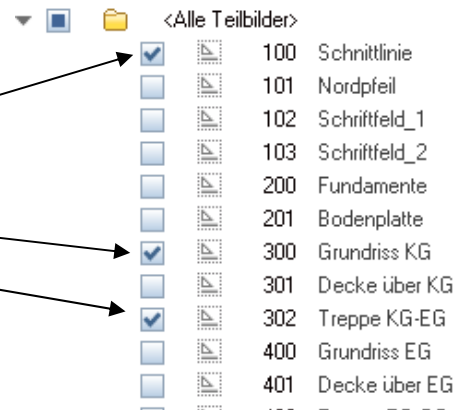 <Alle Teilbilder>
100 Schnittlinie
101 Nordpfeil
102 Schriftfeld_1
103 Schriftfeld_2
200 Fundamente
201 Bodenplatte
300 Grundriss KG
301 Decke über KG
302 Treppe KG-EG
400 Grundriss EG
401 Decke über EG